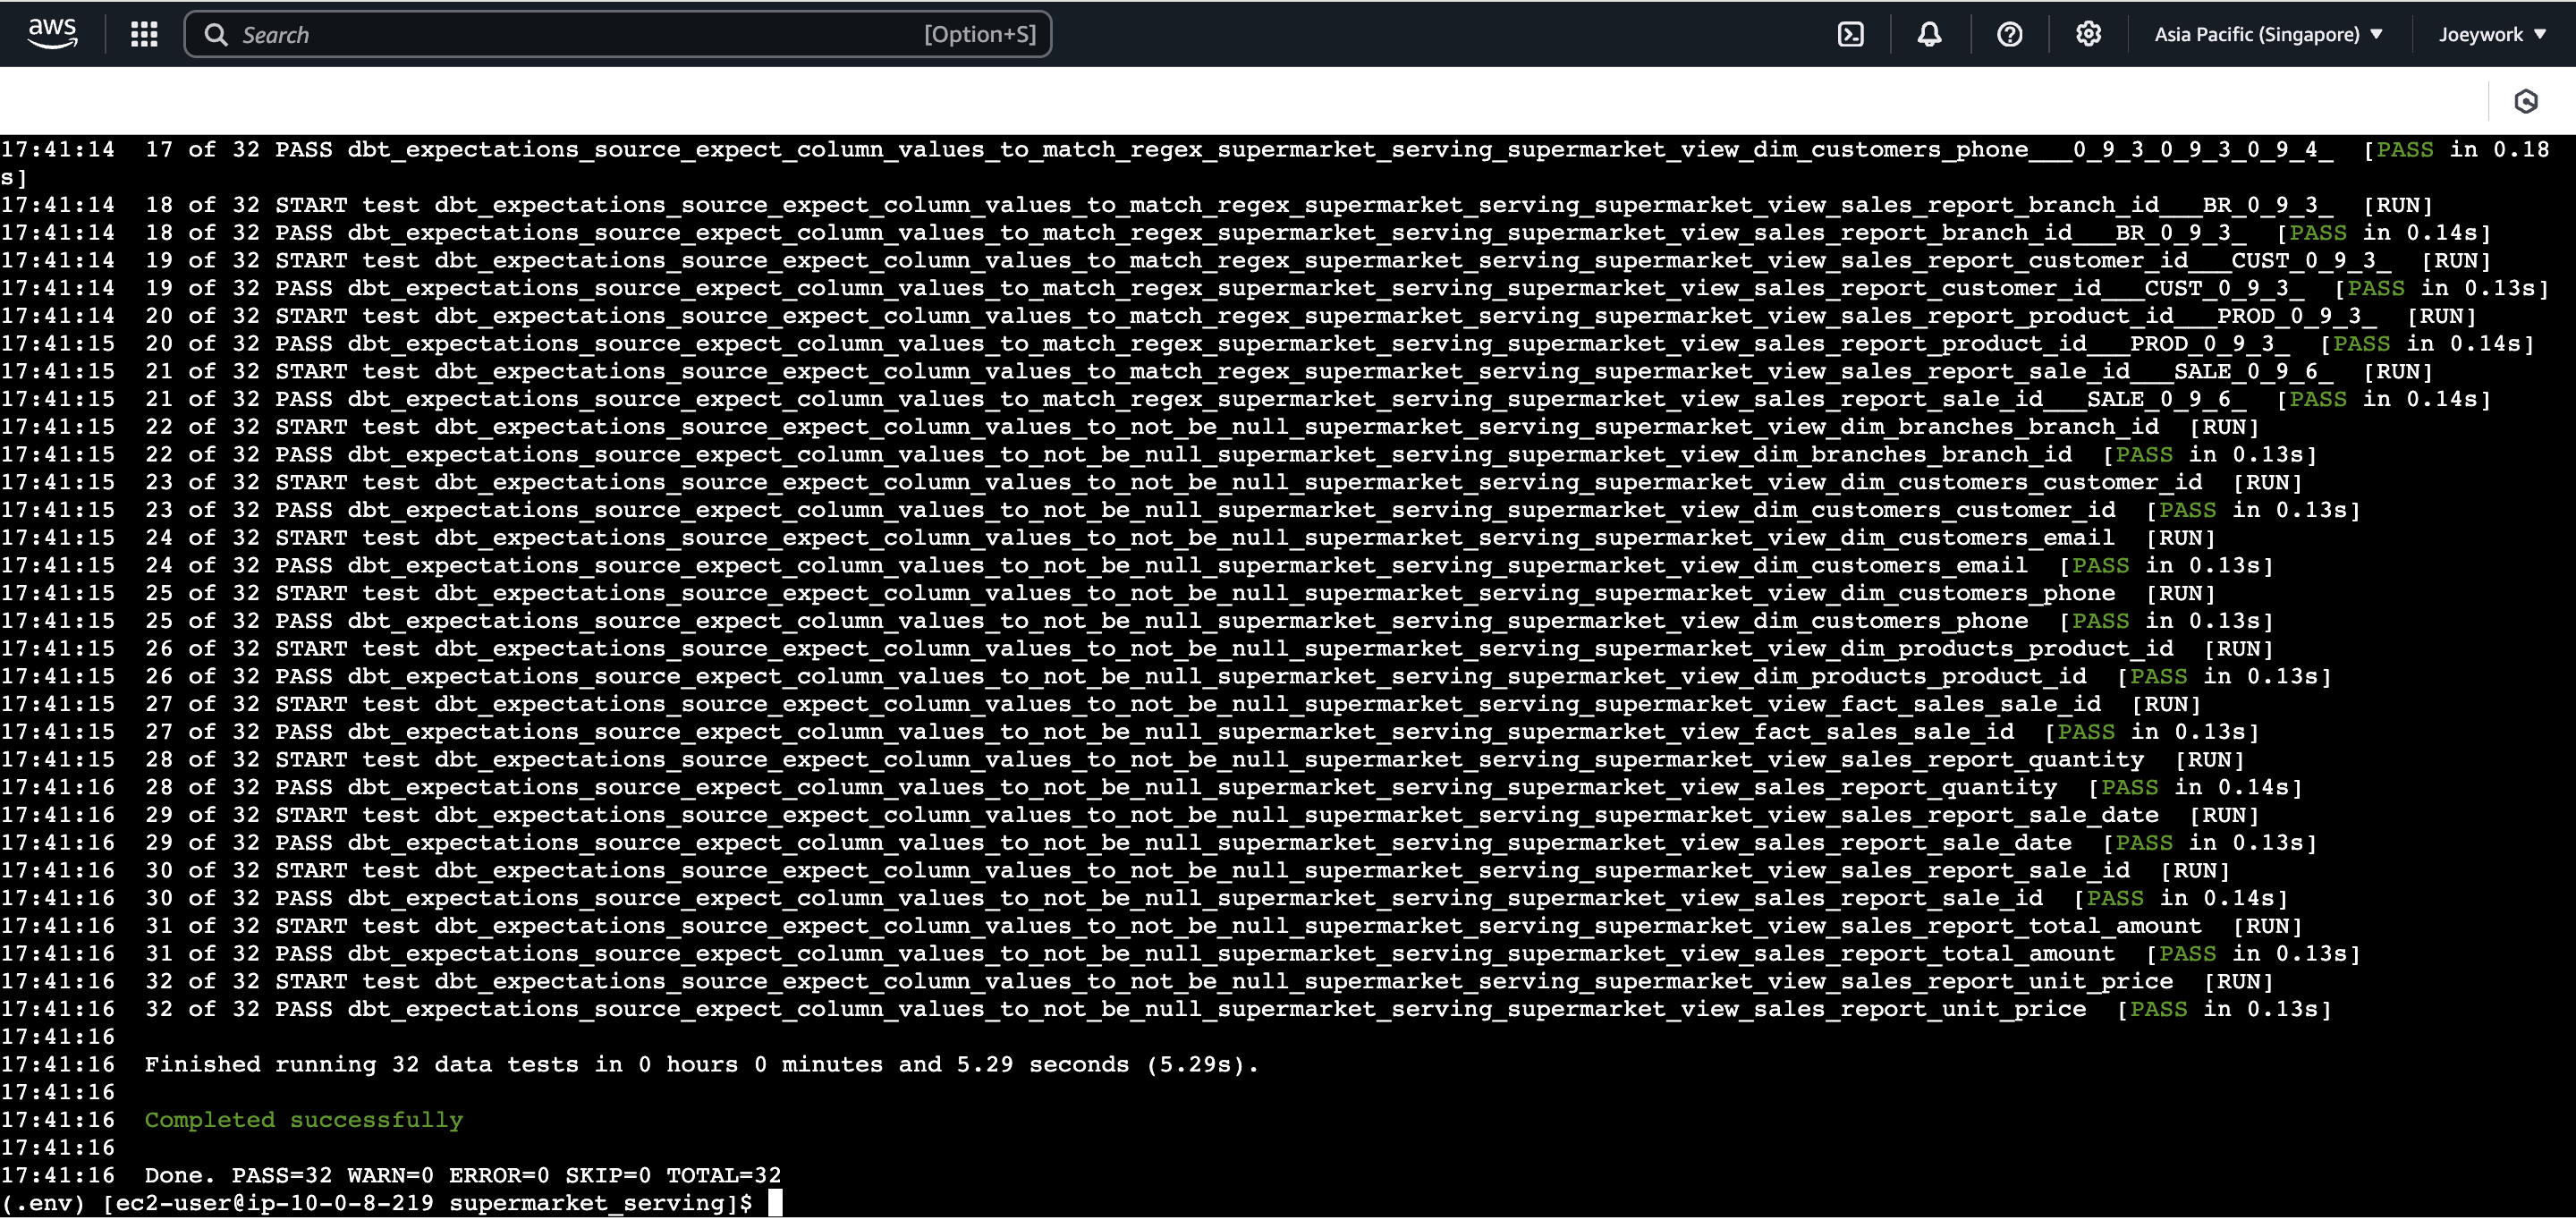 aws
Search [Option+S] Asia Pacific (Singapore) Joeywork
17:41:14  17 of 32 PASS dbt_expectations_source_expect_column_values_to_match_regex_supermarket_serving_supermarket_view_dim_customers_phone___0_9_3_0_9_3_0_9_4_  [PASS in 0.18
s]
17:41:14  18 of 32 START test dbt_expectations_source_expect_column_values_to_match_regex_supermarket_serving_supermarket_view_sales_report_branch_id___BR_0_9_3_  [RUN]
17:41:14  18 of 32 PASS dbt_expectations_source_expect_column_values_to_match_regex_supermarket_serving_supermarket_view_sales_report_branch_id___BR_0_9_3_  [PASS in 0.14s]
17:41:14  19 of 32 START test dbt_expectations_source_expect_column_values_to_match_regex_supermarket_serving_supermarket_view_sales_report_customer_id___CUST_0_9_3_  [RUN]
17:41:14  19 of 32 PASS dbt_expectations_source_expect_column_values_to_match_regex_supermarket_serving_supermarket_view_sales_report_customer_id___CUST_0_9_3_  [PASS in 0.13s]
17:41:14  20 of 32 START test dbt_expectations_source_expect_column_values_to_match_regex_supermarket_serving_supermarket_view_sales_report_product_id___PROD_0_9_3_  [RUN]
17:41:15  20 of 32 PASS dbt_expectations_source_expect_column_values_to_match_regex_supermarket_serving_supermarket_view_sales_report_product_id___PROD_0_9_3_  [PASS in 0.14s]
17:41:15  21 of 32 START test dbt_expectations_source_expect_column_values_to_match_regex_supermarket_serving_supermarket_view_sales_report_sale_id___SALE_0_9_6_  [RUN]
17:41:15  21 of 32 PASS dbt_expectations_source_expect_column_values_to_match_regex_supermarket_serving_supermarket_view_sales_report_sale_id___SALE_0_9_6_  [PASS in 0.14s]
17:41:15  22 of 32 START test dbt_expectations_source_expect_column_values_to_not_be_null_supermarket_serving_supermarket_view_dim_branches_branch_id  [RUN]
17:41:15  22 of 32 PASS dbt_expectations_source_expect_column_values_to_not_be_null_supermarket_serving_supermarket_view_dim_branches_branch_id  [PASS in 0.13s]
17:41:15  23 of 32 START test dbt_expectations_source_expect_column_values_to_not_be_null_supermarket_serving_supermarket_view_dim_customers_customer_id  [RUN]
17:41:15  23 of 32 PASS dbt_expectations_source_expect_column_values_to_not_be_null_supermarket_serving_supermarket_view_dim_customers_customer_id  [PASS in 0.13s]
17:41:15  24 of 32 START test dbt_expectations_source_expect_column_values_to_not_be_null_supermarket_serving_supermarket_view_dim_customers_email  [RUN]
17:41:15  24 of 32 PASS dbt_expectations_source_expect_column_values_to_not_be_null_supermarket_serving_supermarket_view_dim_customers_email  [PASS in 0.13s]
17:41:15  25 of 32 START test dbt_expectations_source_expect_column_values_to_not_be_null_supermarket_serving_supermarket_view_dim_customers_phone  [RUN]
17:41:15  25 of 32 PASS dbt_expectations_source_expect_column_values_to_not_be_null_supermarket_serving_supermarket_view_dim_customers_phone  [PASS in 0.13s]
17:41:15  26 of 32 START test dbt_expectations_source_expect_column_values_to_not_be_null_supermarket_serving_supermarket_view_dim_products_product_id  [RUN]
17:41:15  26 of 32 PASS dbt_expectations_source_expect_column_values_to_not_be_null_supermarket_serving_supermarket_view_dim_products_product_id  [PASS in 0.13s]
17:41:15  27 of 32 START test dbt_expectations_source_expect_column_values_to_not_be_null_supermarket_serving_supermarket_view_fact_sales_sale_id  [RUN]
17:41:15  27 of 32 PASS dbt_expectations_source_expect_column_values_to_not_be_null_supermarket_serving_supermarket_view_fact_sales_sale_id  [PASS in 0.13s]
17:41:15  28 of 32 START test dbt_expectations_source_expect_column_values_to_not_be_null_supermarket_serving_supermarket_view_sales_report_quantity  [RUN]
17:41:16  28 of 32 PASS dbt_expectations_source_expect_column_values_to_not_be_null_supermarket_serving_supermarket_view_sales_report_quantity  [PASS in 0.14s]
17:41:16  29 of 32 START test dbt_expectations_source_expect_column_values_to_not_be_null_supermarket_serving_supermarket_view_sales_report_sale_date  [RUN]
17:41:16  29 of 32 PASS dbt_expectations_source_expect_column_values_to_not_be_null_supermarket_serving_supermarket_view_sales_report_sale_date  [PASS in 0.13s]
17:41:16  30 of 32 START test dbt_expectations_source_expect_column_values_to_not_be_null_supermarket_serving_supermarket_view_sales_report_sale_id  [RUN]
17:41:16  30 of 32 PASS dbt_expectations_source_expect_column_values_to_not_be_null_supermarket_serving_supermarket_view_sales_report_sale_id  [PASS in 0.14s]
17:41:16  31 of 32 START test dbt_expectations_source_expect_column_values_to_not_be_null_supermarket_serving_supermarket_view_sales_report_total_amount  [RUN]
17:41:16  31 of 32 PASS dbt_expectations_source_expect_column_values_to_not_be_null_supermarket_serving_supermarket_view_sales_report_total_amount  [PASS in 0.13s]
17:41:16  32 of 32 START test dbt_expectations_source_expect_column_values_to_not_be_null_supermarket_serving_supermarket_view_sales_report_unit_price  [RUN]
17:41:16  32 of 32 PASS dbt_expectations_source_expect_column_values_to_not_be_null_supermarket_serving_supermarket_view_sales_report_unit_price  [PASS in 0.13s]
17:41:16
17:41:16  Finished running 32 data tests in 0 hours 0 minutes and 5.29 seconds (5.29s).
17:41:16
17:41:16  Completed successfully
17:41:16
17:41:16  Done. PASS=32 WARN=0 ERROR=0 SKIP=0 TOTAL=32
(.env) [ec2-user@ip-10-0-8-219 supermarket_serving]$